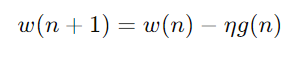 w(n + 1) = w(n) − ηg(n)